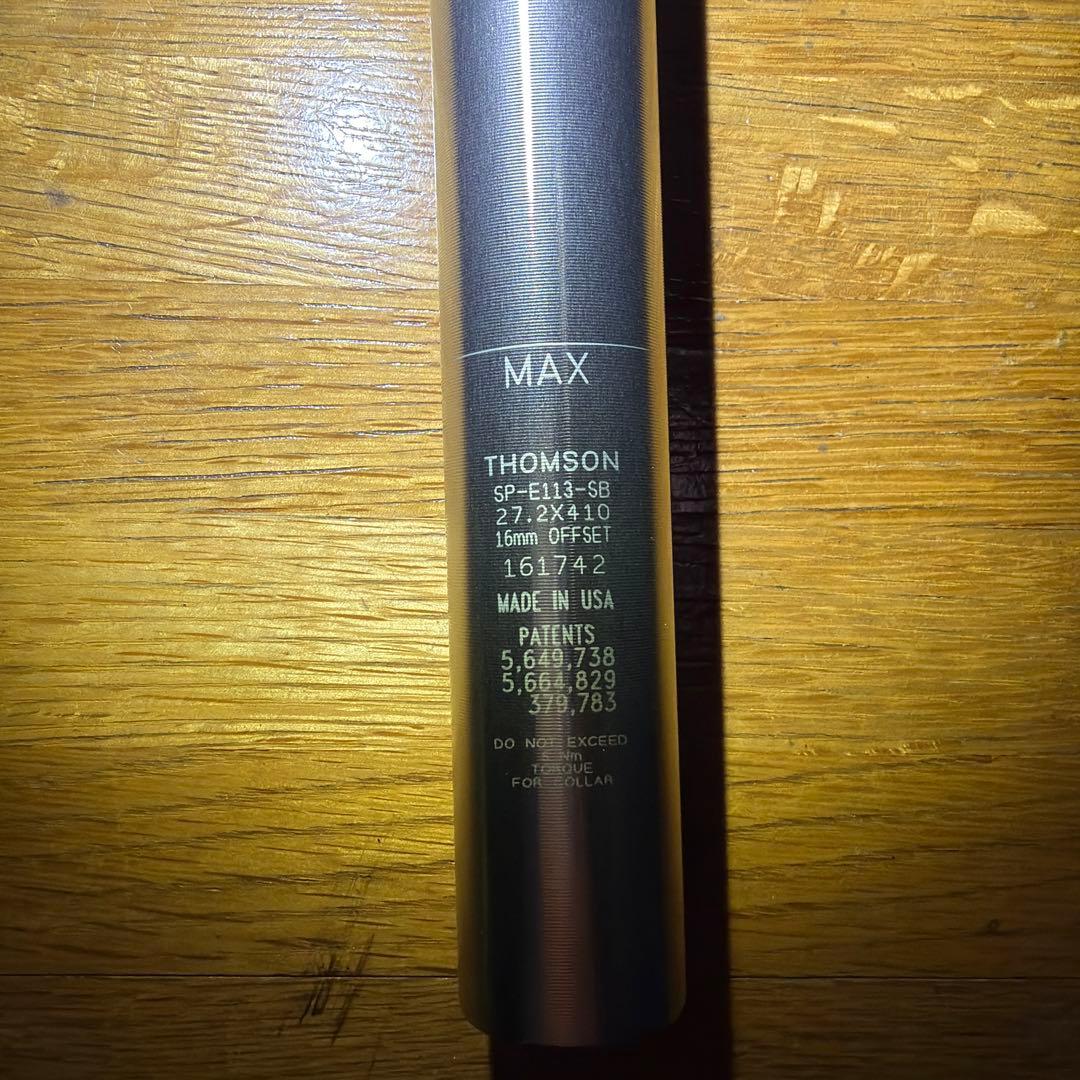 MAX
THOMSON
SP-E113-SB
27.2X410
16mm OFFSET
161742
MADE IN USA
PATENTS
5,649,738
5,664,829
379,783
DO NOT EXCEED
Nm
TORQUE
FOR COLLAR